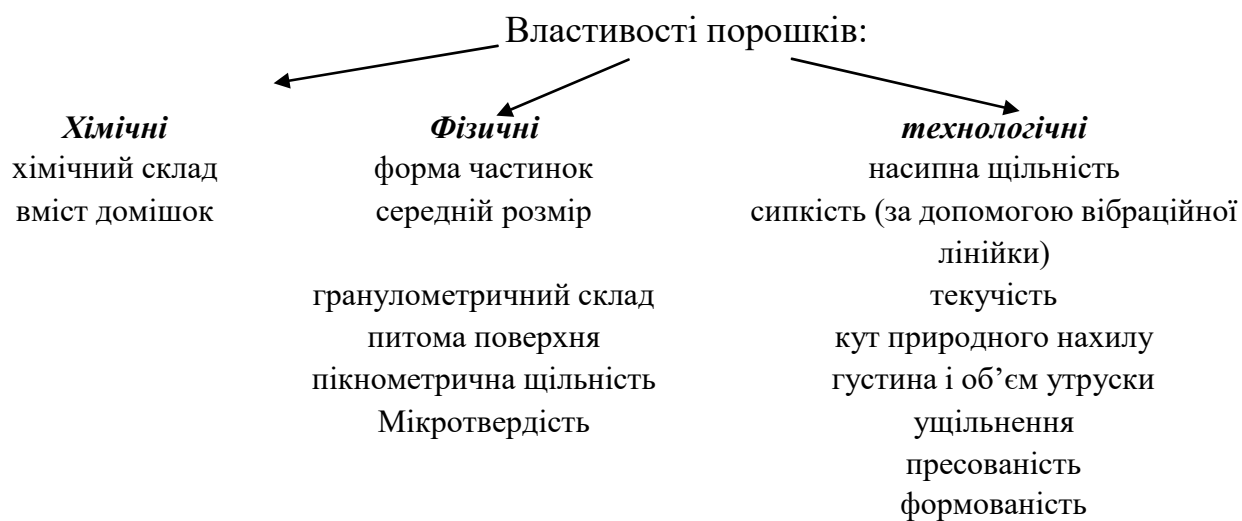 Властивості порошків:
Хімічні
хімічний склад
вміст домішок
Фізичні
форма частинок
середній розмір
гранулометричний склад
питома поверхня
пікнометрична щільність
Мікротвердість
технологічні
насипна щільність
сипкість (за допомогою вібраційної
лінійки)
текучість
кут природного нахилу
густина і об’єм утруски
ущільнення
пресованість
формованість